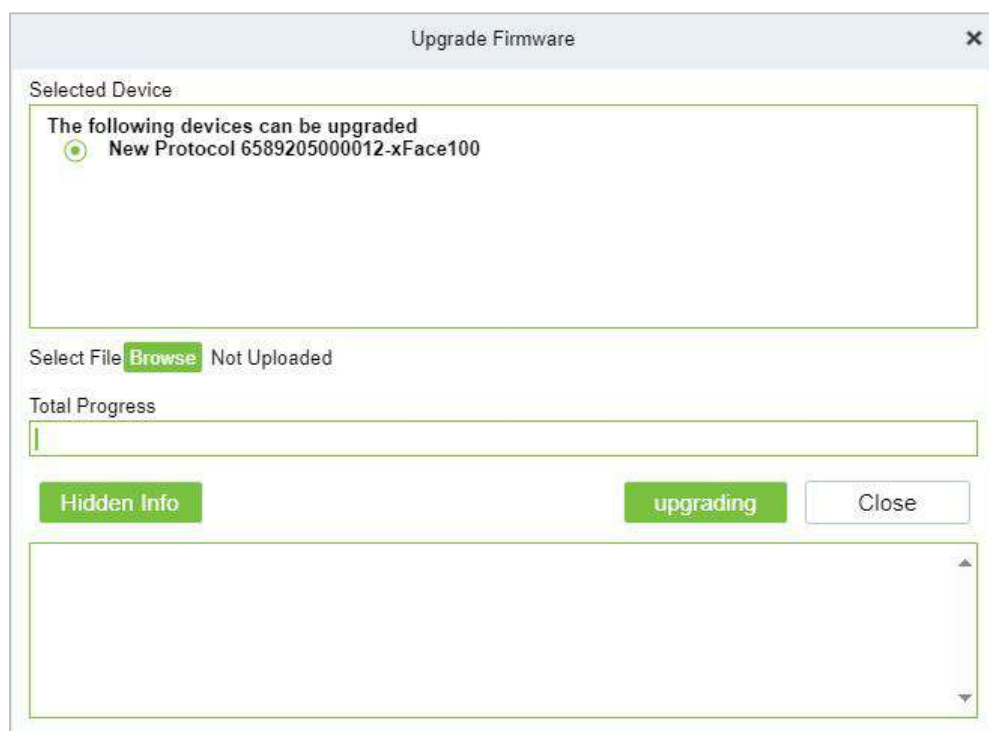 Upgrade Firmware
Selected Device
The following devices can be upgraded
New Protocol 6589205000012-xFace100
Select File Browse Not Uploaded
Total Progress
Hidden Info upgrading Close